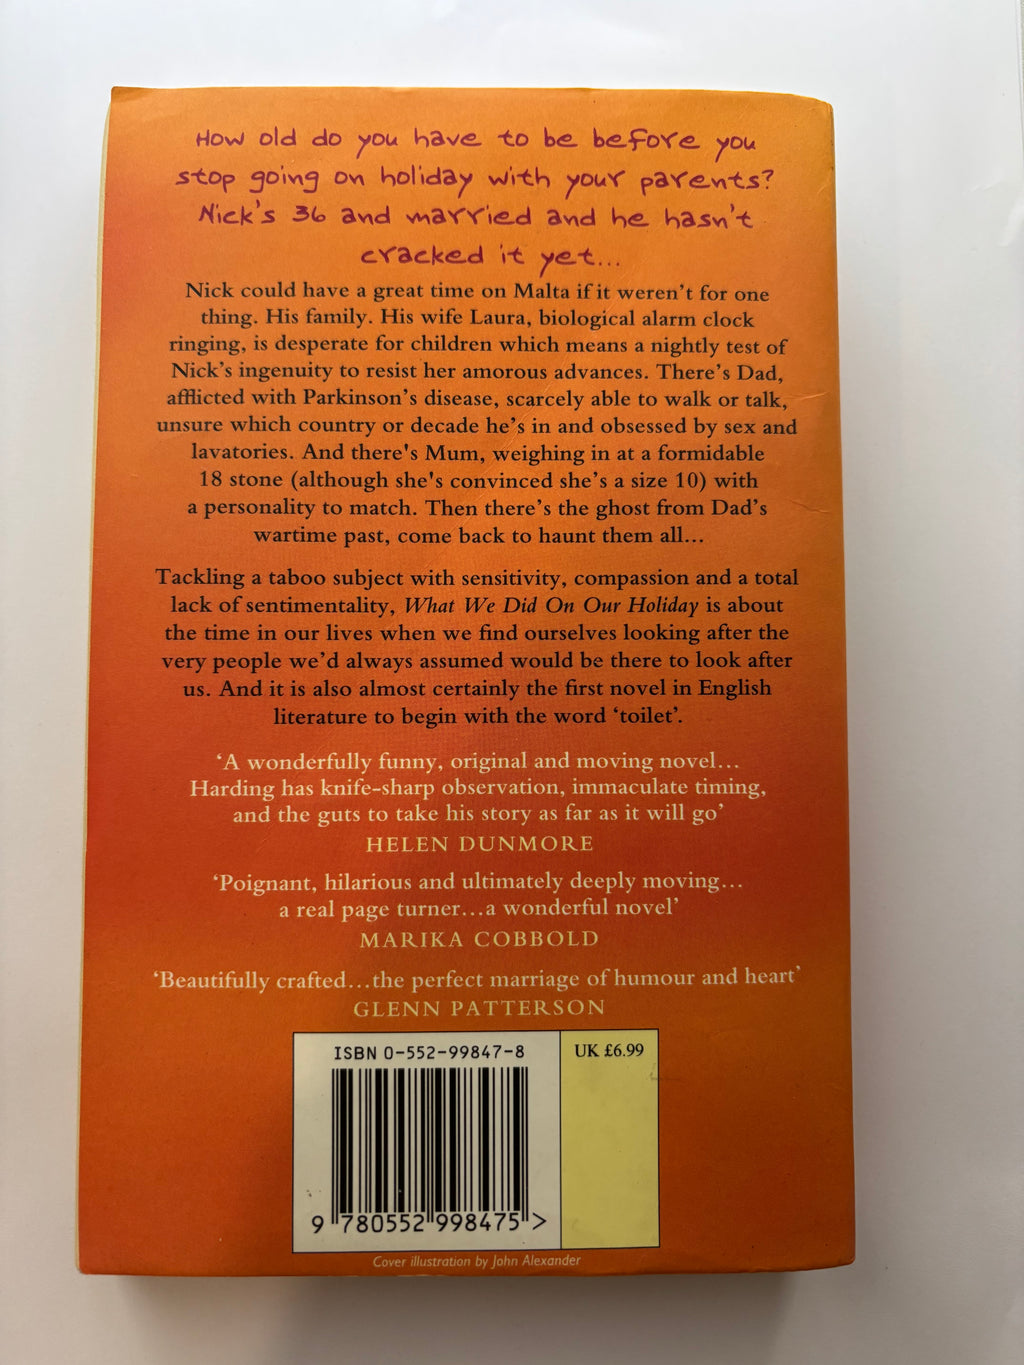 How old do you have to be before you
stop going on holiday with your parents?
Nick's 36 and married and he hasn't
cracked it yet...
Nick could have a great time on Malta if it weren't for one
thing. His family. His wife Laura, biological alarm clock
ringing, is desperate for children which means a nightly test of
Nick's ingenuity to resist her amorous advances. There's Dad,
afflicted with Parkinson's disease, scarcely able to walk or talk,
unsure which country or decade he's in and obsessed by sex and
lavatories. And there's Mum, weighing in at a formidable
18 stone (although she's convinced she's a size 10) with
a personality to match. Then there's the ghost from Dad's
wartime past, come back to haunt them all...
Tackling a taboo subject with sensitivity, compassion and a total
lack of sentimentality, What We Did On Our Holiday is about
the time in our lives when we find ourselves looking after the
very people we'd always assumed would be there to look after
us. And it is also almost certainly the first novel in English
literature to begin with the word 'toilet'.
'A wonderfully funny, original and moving novel...
Harding has knife-sharp observation, immaculate timing,
and the guts to take his story as far as it will go'
HELEN DUNMORE
'Poignant, hilarious and ultimately deeply moving...
a real page turner...a wonderful novel'
MARIKA COBBOLD
'Beautifully crafted...the perfect marriage of humour and heart'
GLENN PATTERSON
ISBN 0-552-99847-8
UK £6.99
9 780552 998475 >
Cover illustration by John Alexander